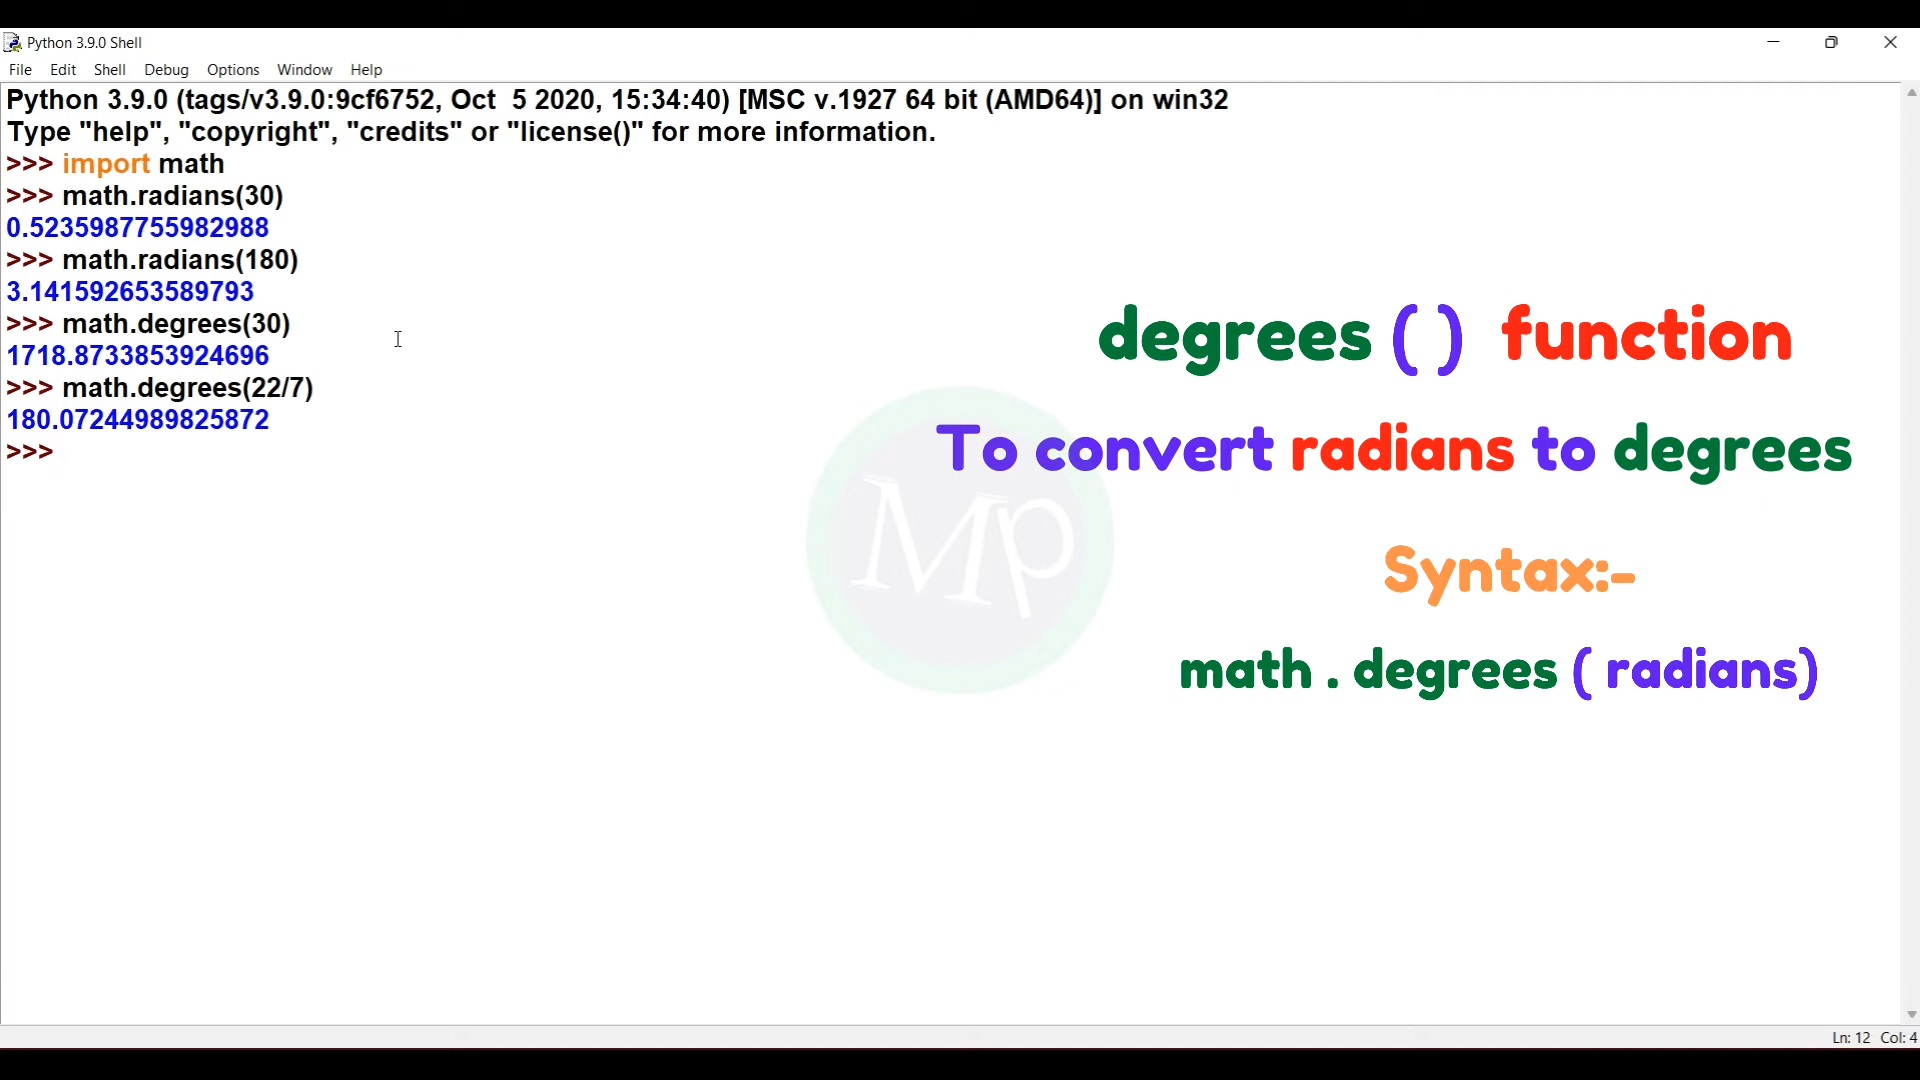 Python 3.9.0 Shell
File Edit Shell Debug Options Window Help
Python 3.9.0 (tags/v3.9.0:9cf6752, Oct  5 2020, 15:34:40) [MSC v.1927 64 bit (AMD64)] on win32
Type "help", "copyright", "credits" or "license()" for more information.
>>> import math
>>> math.radians(30)
0.5235987755982988
>>> math.radians(180)
3.141592653589793
>>> math.degrees(30)
1718.8733853924696
>>> math.degrees(22/7)
180.07244989825872
>>>
degrees ( ) function
To convert radians to degrees
Syntax:-
math . degrees ( radians)
Mp
Ln: 12 Col: 4